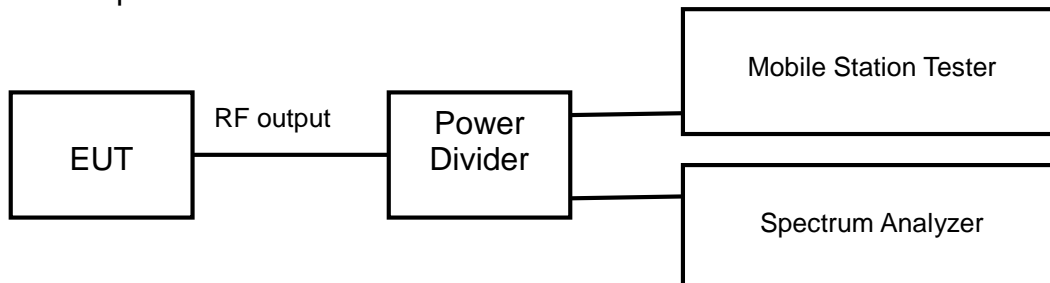 Mobile Station Tester
RF output
EUT
Power
Divider
Spectrum Analyzer